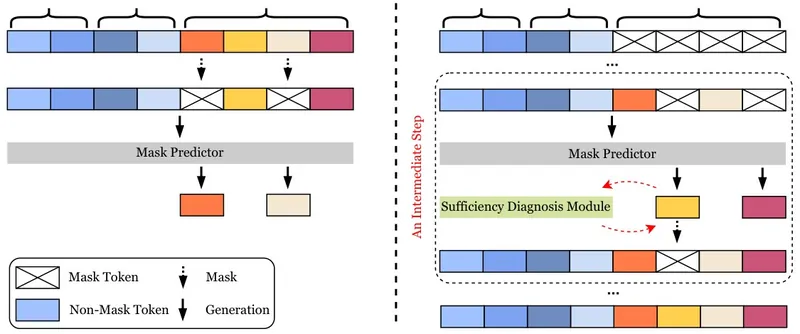 Mask Predictor
Mask Token
Mask
Non-Mask Token
Generation
...
An Intermediate Step
Mask Predictor
Sufficiency Diagnosis Module
...